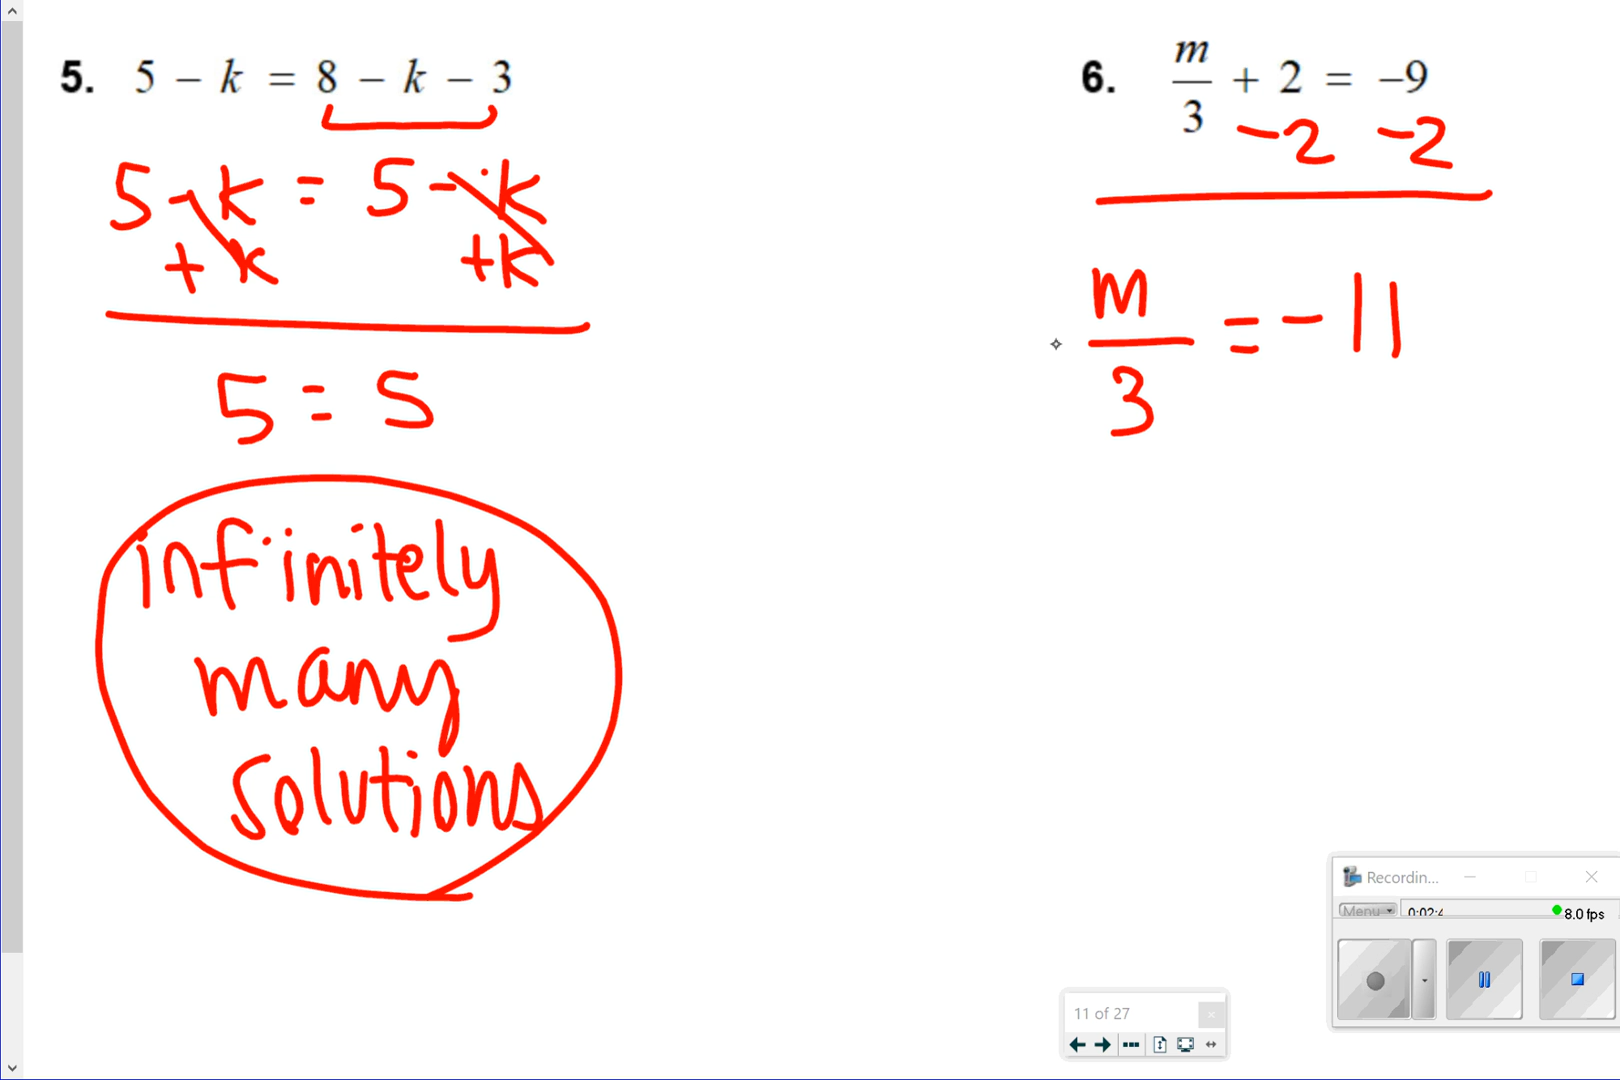 5. 5 − k = 8 − k − 3
5 - k = 5 - k
+ k +k
5 = 5
infinitely
many
solutions
6. m/3 + 2 = −9
-2 -2
m/3 = -11
Recordin...
Menu
8.0 fps
11 of 27